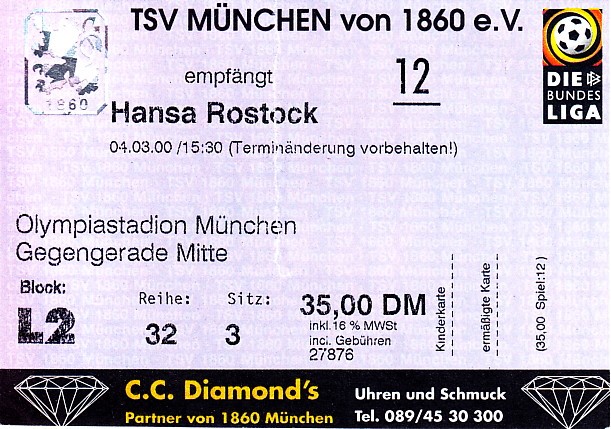 TSV MÜNCHEN von 1860 e.V.
empfängt
12
Hansa Rostock
04.03.00 /15:30 (Terminänderung vorbehalten!)
1860
DIE
BUNDES
LIGA
Olympiastadion München
Gegengerade Mitte
Block:
L2
Reihe:
32
Sitz:
3
35,00 DM
inkl.16 % MWSt
incl. Gebühren
27876
Kinderkarte
ermäßigte Karte
(35,00 Spiel:12 )
C.C. Diamond's
Partner von 1860 München
Uhren und Schmuck
Tel. 089/45 30 300